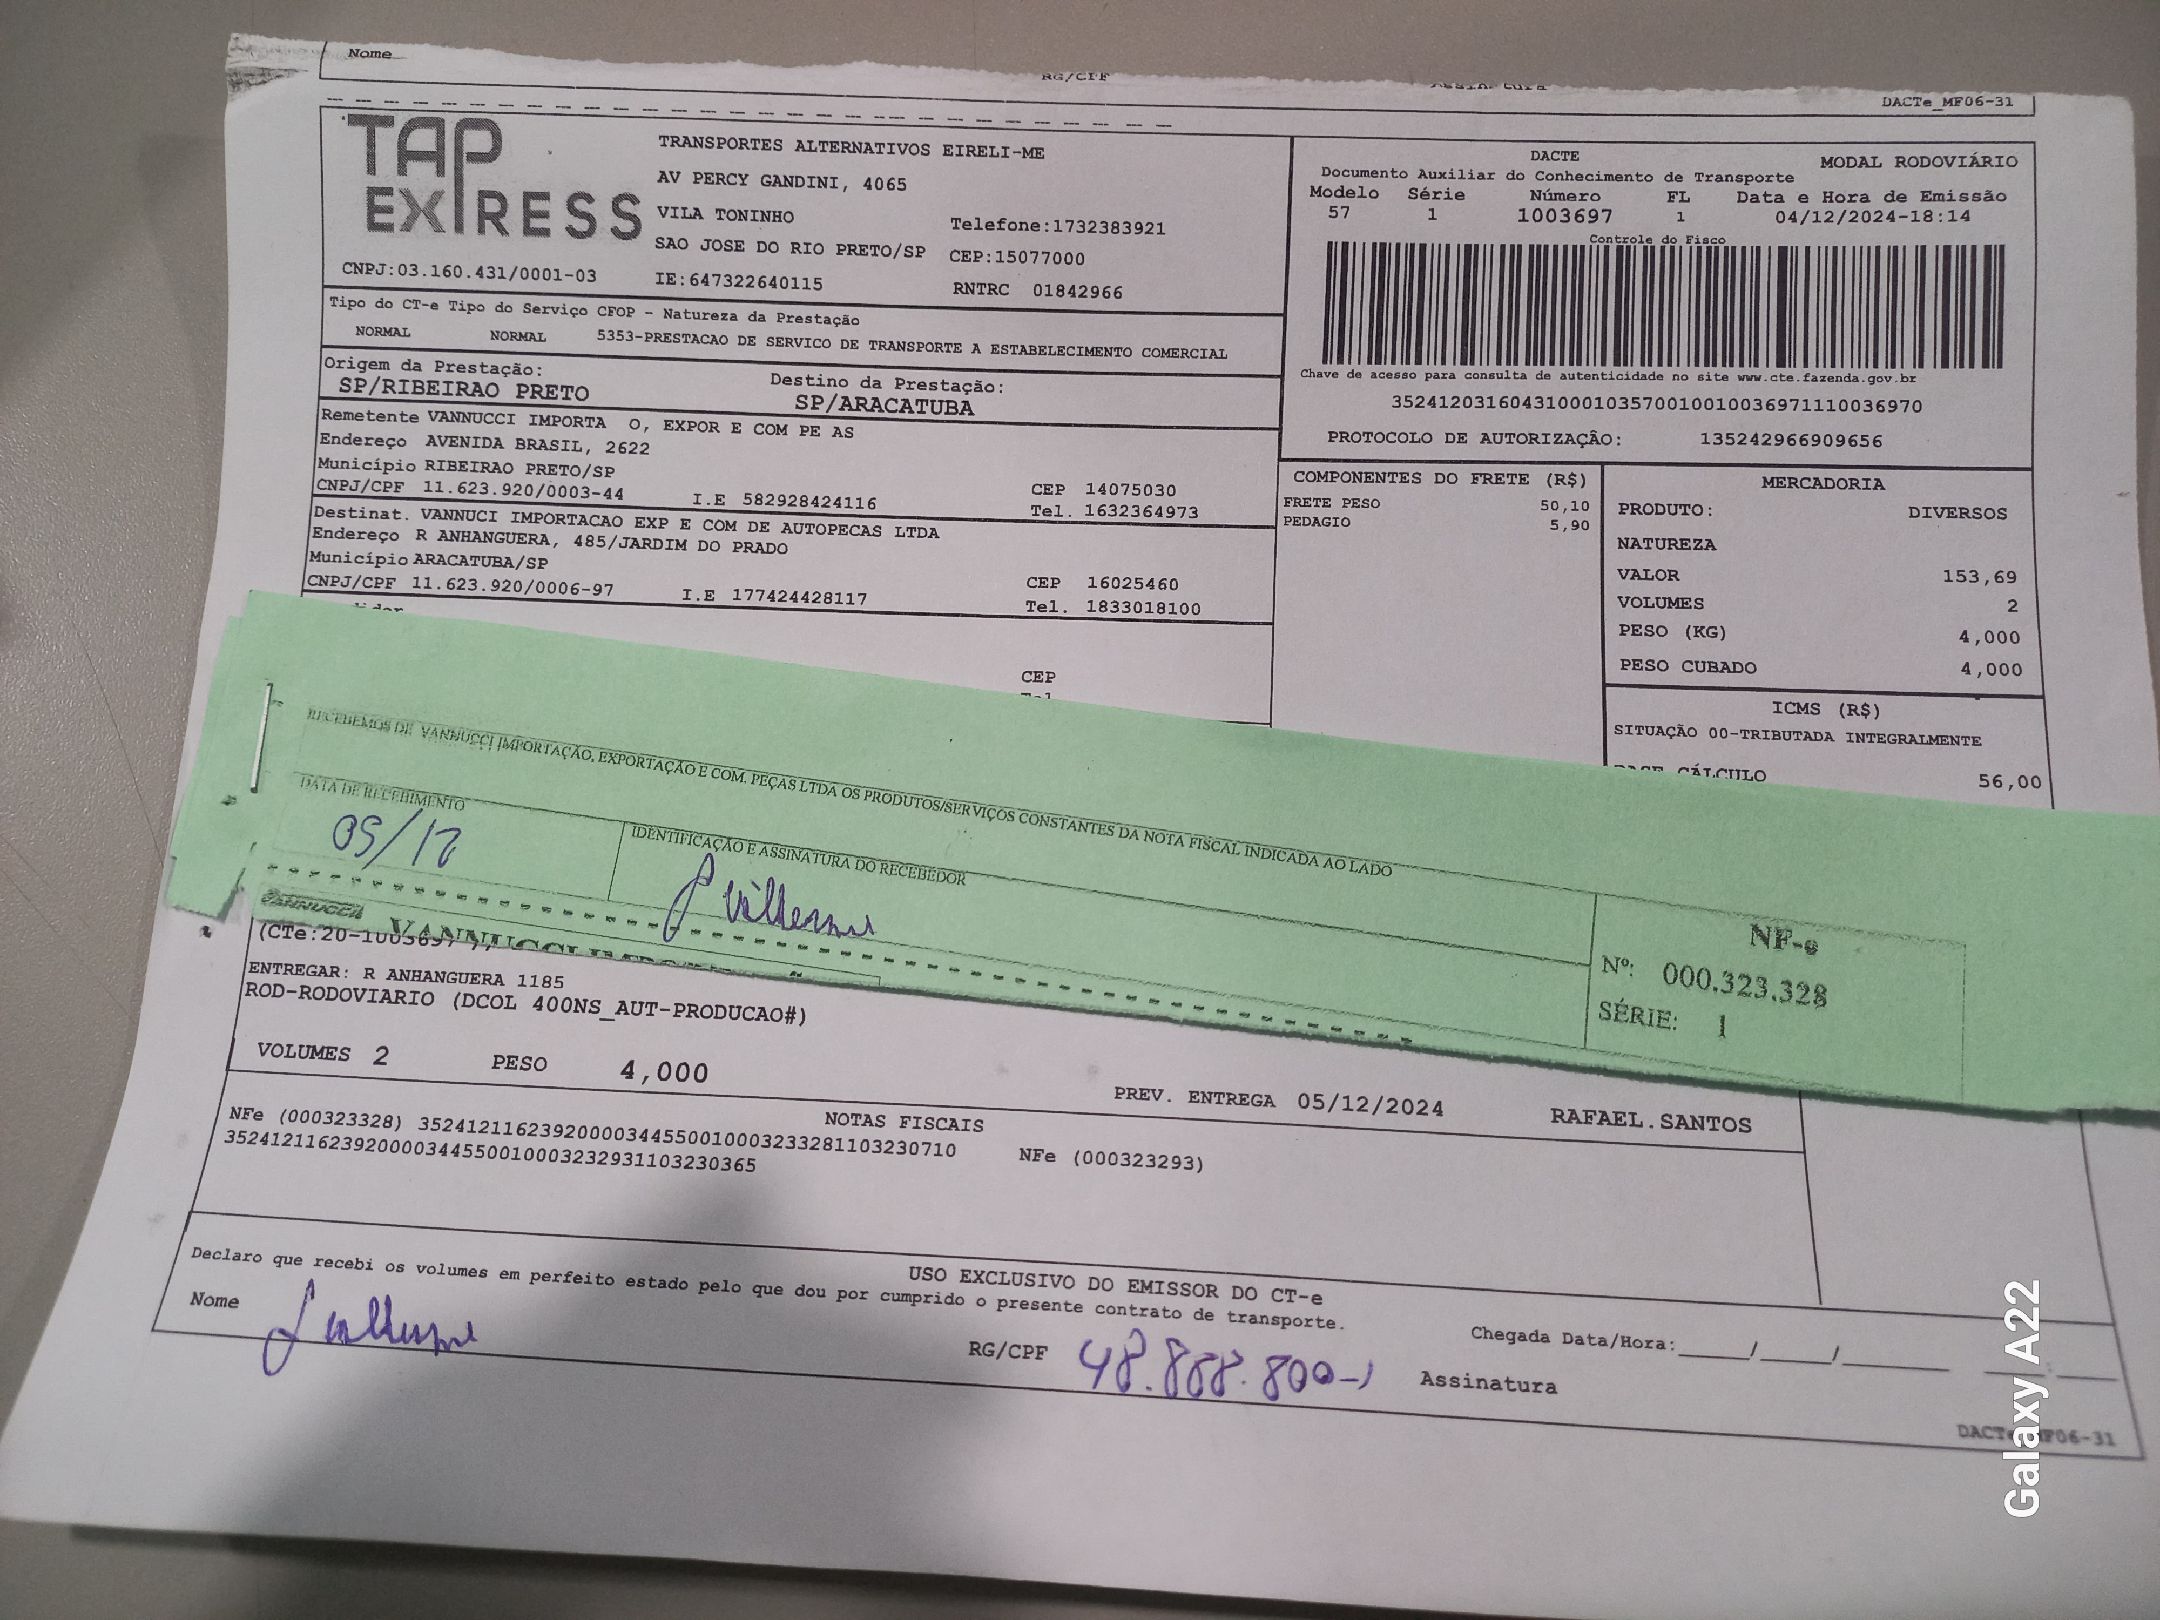 Nome
RG/CPF
Assinatura
DACTe_MF06-31
TAP EXPRESS
TRANSPORTES ALTERNATIVOS EIRELI-ME
AV PERCY GANDINI, 4065
VILA TONINHO
Telefone:1732383921
SAO JOSE DO RIO PRETO/SP CEP:15077000
CNPJ:03.160.431/0001-03 IE:647322640115 RNTRC 01842966
DACTE
MODAL RODOVIÁRIO
Documento Auxiliar do Conhecimento de Transporte
Modelo Série Número FL Data e Hora de Emissão
57 1 1003697 1 04/12/2024-18:14
Controle do Fisco
Chave de acesso para consulta de autenticidade no site www.cte.fazenda.gov.br
35241203160431000103570010010036971110036970
PROTOCOLO DE AUTORIZAÇÃO: 135242966909656
Tipo do CT-e Tipo do Serviço CFOP - Natureza da Prestação
NORMAL NORMAL 5353-PRESTACAO DE SERVICO DE TRANSPORTE A ESTABELECIMENTO COMERCIAL
Origem da Prestação: Destino da Prestação:
SP/RIBEIRAO PRETO SP/ARACATUBA
Remetente VANNUCCI IMPORTA O, EXPOR E COM PE AS
Endereço AVENIDA BRASIL, 2622
Município RIBEIRAO PRETO/SP CEP 14075030
CNPJ/CPF 11.623.920/0003-44 I.E 582928424116 Tel. 1632364973
Destinat. VANNUCI IMPORTACAO EXP E COM DE AUTOPECAS LTDA
Endereço R ANHANGUERA, 485/JARDIM DO PRADO
Município ARACATUBA/SP CEP 16025460
CNPJ/CPF 11.623.920/0006-97 I.E 177424428117 Tel. 1833018100
CEP
COMPONENTES DO FRETE (R$)
FRETE PESO 50,10
PEDAGIO 5,90
MERCADORIA
PRODUTO: DIVERSOS
NATUREZA
VALOR 153,69
VOLUMES 2
PESO (KG) 4,000
PESO CUBADO 4,000
ICMS (R$)
SITUAÇÃO 00-TRIBUTADA INTEGRALMENTE
BASE CÁLCULO 56,00
RECEBEMOS DE VANNUCCI IMPORTAÇÃO, EXPORTAÇÃO E COM. PEÇAS LTDA OS PRODUTOS/SERVIÇOS CONSTANTES DA NOTA FISCAL INDICADA AO LADO
DATA DE RECEBIMENTO
05/12
IDENTIFICAÇÃO E ASSINATURA DO RECEBEDOR
NF-e
Nº: 000.323.328
SÉRIE: 1
ENTREGAR: R ANHANGUERA 1185
ROD-RODOVIARIO (DCOL 400NS_AUT-PRODUCAO#)
VOLUMES 2 PESO 4,000 PREV. ENTREGA 05/12/2024 RAFAEL.SANTOS
NOTAS FISCAIS
NFe (000323328) 35241211623920000344550010003233281103230710 NFe (000323293)
35241211623920000344550010003232931103230365
USO EXCLUSIVO DO EMISSOR DO CT-e
Declaro que recebi os volumes em perfeito estado pelo que dou por cumprido o presente contrato de transporte.
Nome
RG/CPF 48.888.800-1
Chegada Data/Hora:_____/_____/_______ ___:____
Assinatura
DACTe_MF06-31
Galaxy A22